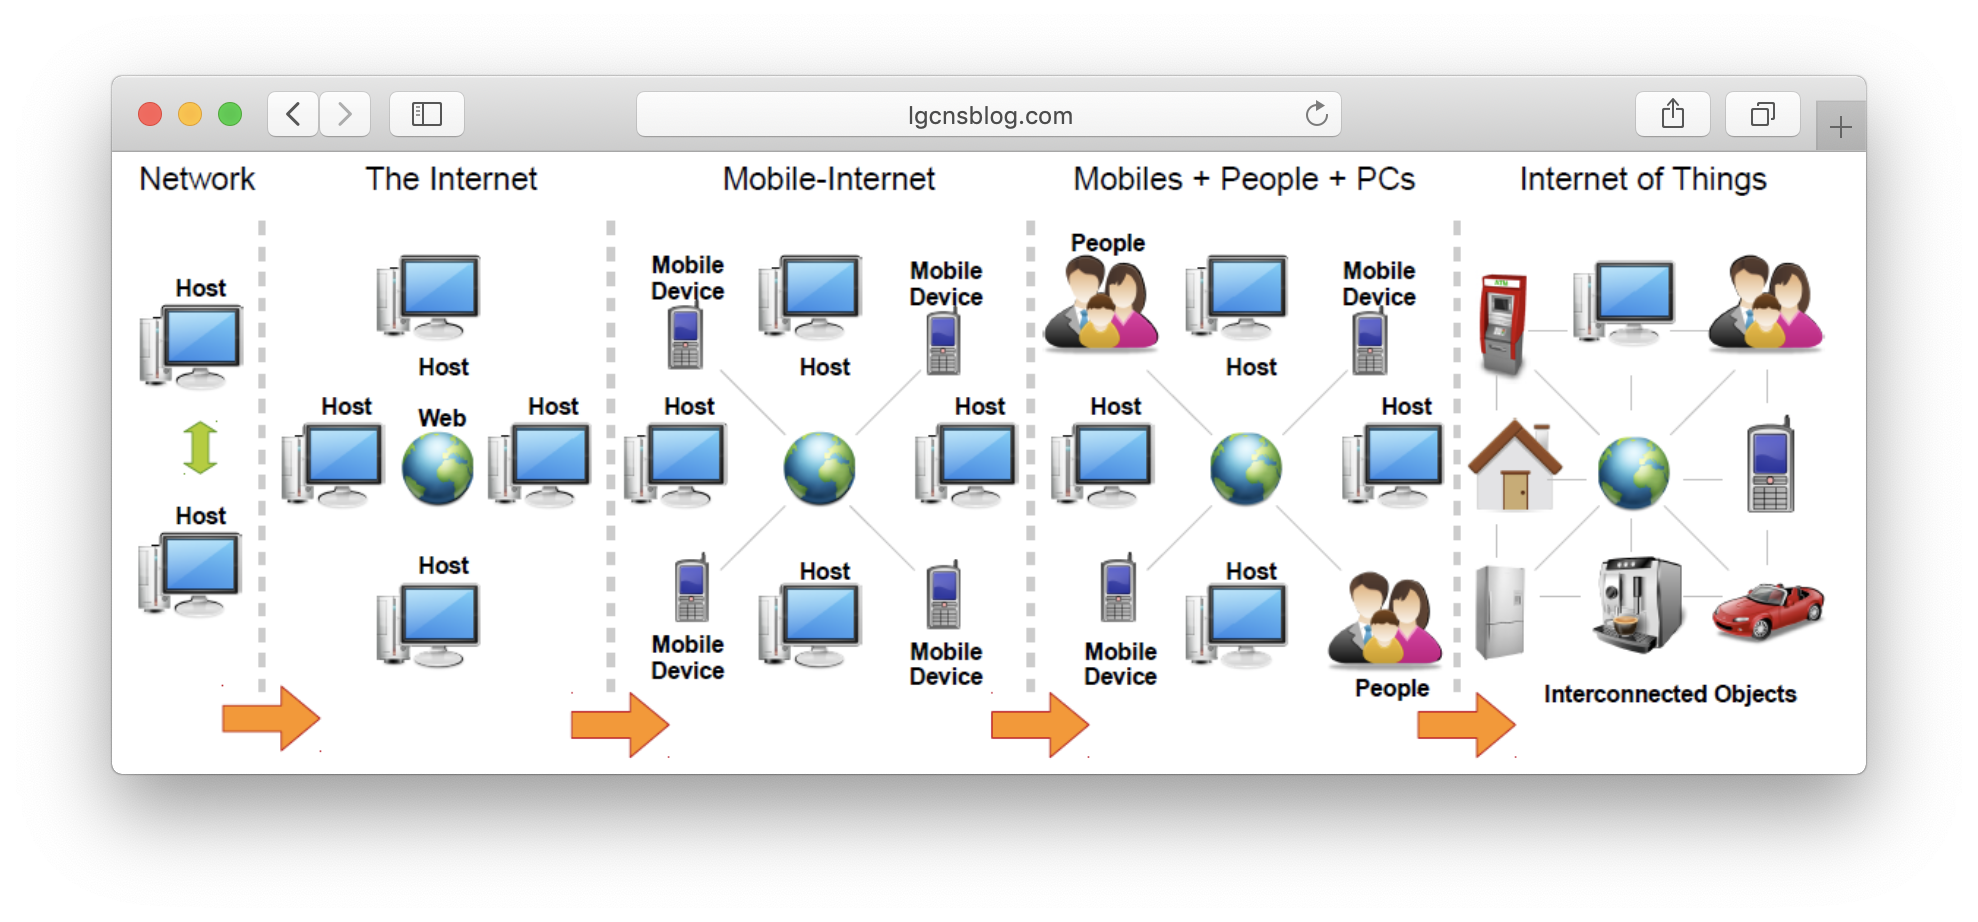 lgcnsblog.com
Network
Host
Host
The Internet
Host
Host
Web
Host
Host
Mobile-Internet
Mobile
Device
Host
Mobile
Device
Host
Host
Host
Mobile
Device
Mobile
Device
Mobiles + People + PCs
People
Host
Mobile
Device
Host
Host
Host
Mobile
Device
People
Internet of Things
ATM
Interconnected Objects